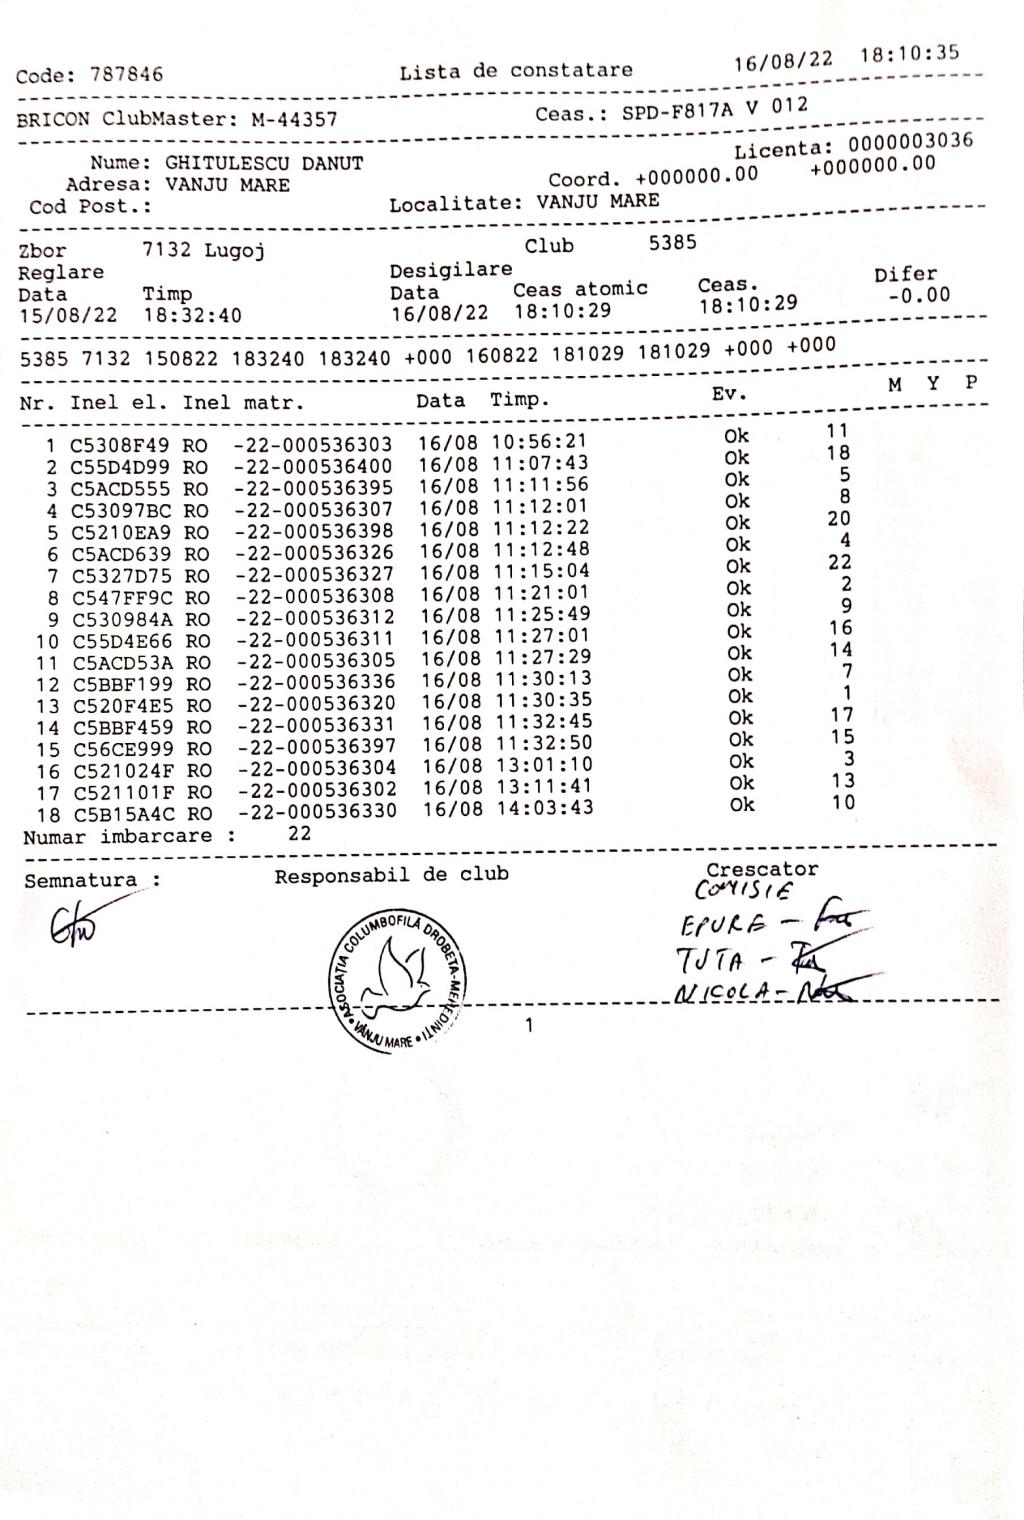 Code: 787846 Lista de constatare 16/08/22 18:10:35
BRICON ClubMaster: M-44357 Ceas.: SPD-F817A V 012
Nume: GHITULESCU DANUT Licenta: 0000003036
Adresa: VANJU MARE Coord. +000000.00 +000000.00
Cod Post.: Localitate: VANJU MARE
Zbor 7132 Lugoj Club 5385
Reglare Desigilare
Data Timp Data Ceas atomic Ceas. Difer
15/08/22 18:32:40 16/08/22 18:10:29 18:10:29 -0.00
5385 7132 150822 183240 183240 +000 160822 181029 181029 +000 +000
Nr. Inel el. Inel matr. Data Timp. Ev. M Y P
1 C5308F49 RO -22-000536303 16/08 10:56:21 Ok 11
2 C55D4D99 RO -22-000536400 16/08 11:07:43 Ok 18
3 C5ACD555 RO -22-000536395 16/08 11:11:56 Ok 5
4 C53097BC RO -22-000536307 16/08 11:12:01 Ok 8
5 C5210EA9 RO -22-000536398 16/08 11:12:22 Ok 20
6 C5ACD639 RO -22-000536326 16/08 11:12:48 Ok 4
7 C5327D75 RO -22-000536327 16/08 11:15:04 Ok 22
8 C547FF9C RO -22-000536308 16/08 11:21:01 Ok 2
9 C530984A RO -22-000536312 16/08 11:25:49 Ok 9
10 C55D4E66 RO -22-000536311 16/08 11:27:01 Ok 16
11 C5ACD53A RO -22-000536305 16/08 11:27:29 Ok 14
12 C5BBF199 RO -22-000536336 16/08 11:30:13 Ok 7
13 C520F4E5 RO -22-000536320 16/08 11:30:35 Ok 1
14 C5BBF459 RO -22-000536331 16/08 11:32:45 Ok 17
15 C56CE999 RO -22-000536397 16/08 11:32:50 Ok 15
16 C521024F RO -22-000536304 16/08 13:01:10 Ok 3
17 C521101F RO -22-000536302 16/08 13:11:41 Ok 13
18 C5B15A4C RO -22-000536330 16/08 14:03:43 Ok 10
Numar imbarcare : 22
Semnatura : Responsabil de club Crescator
COMISIE
EPURE -
TUTA -
NICOLA -
ASOCIAȚIA COLUMBOFILĂ DROBETA-MEHEDINȚI • VÂNJU MARE •
1